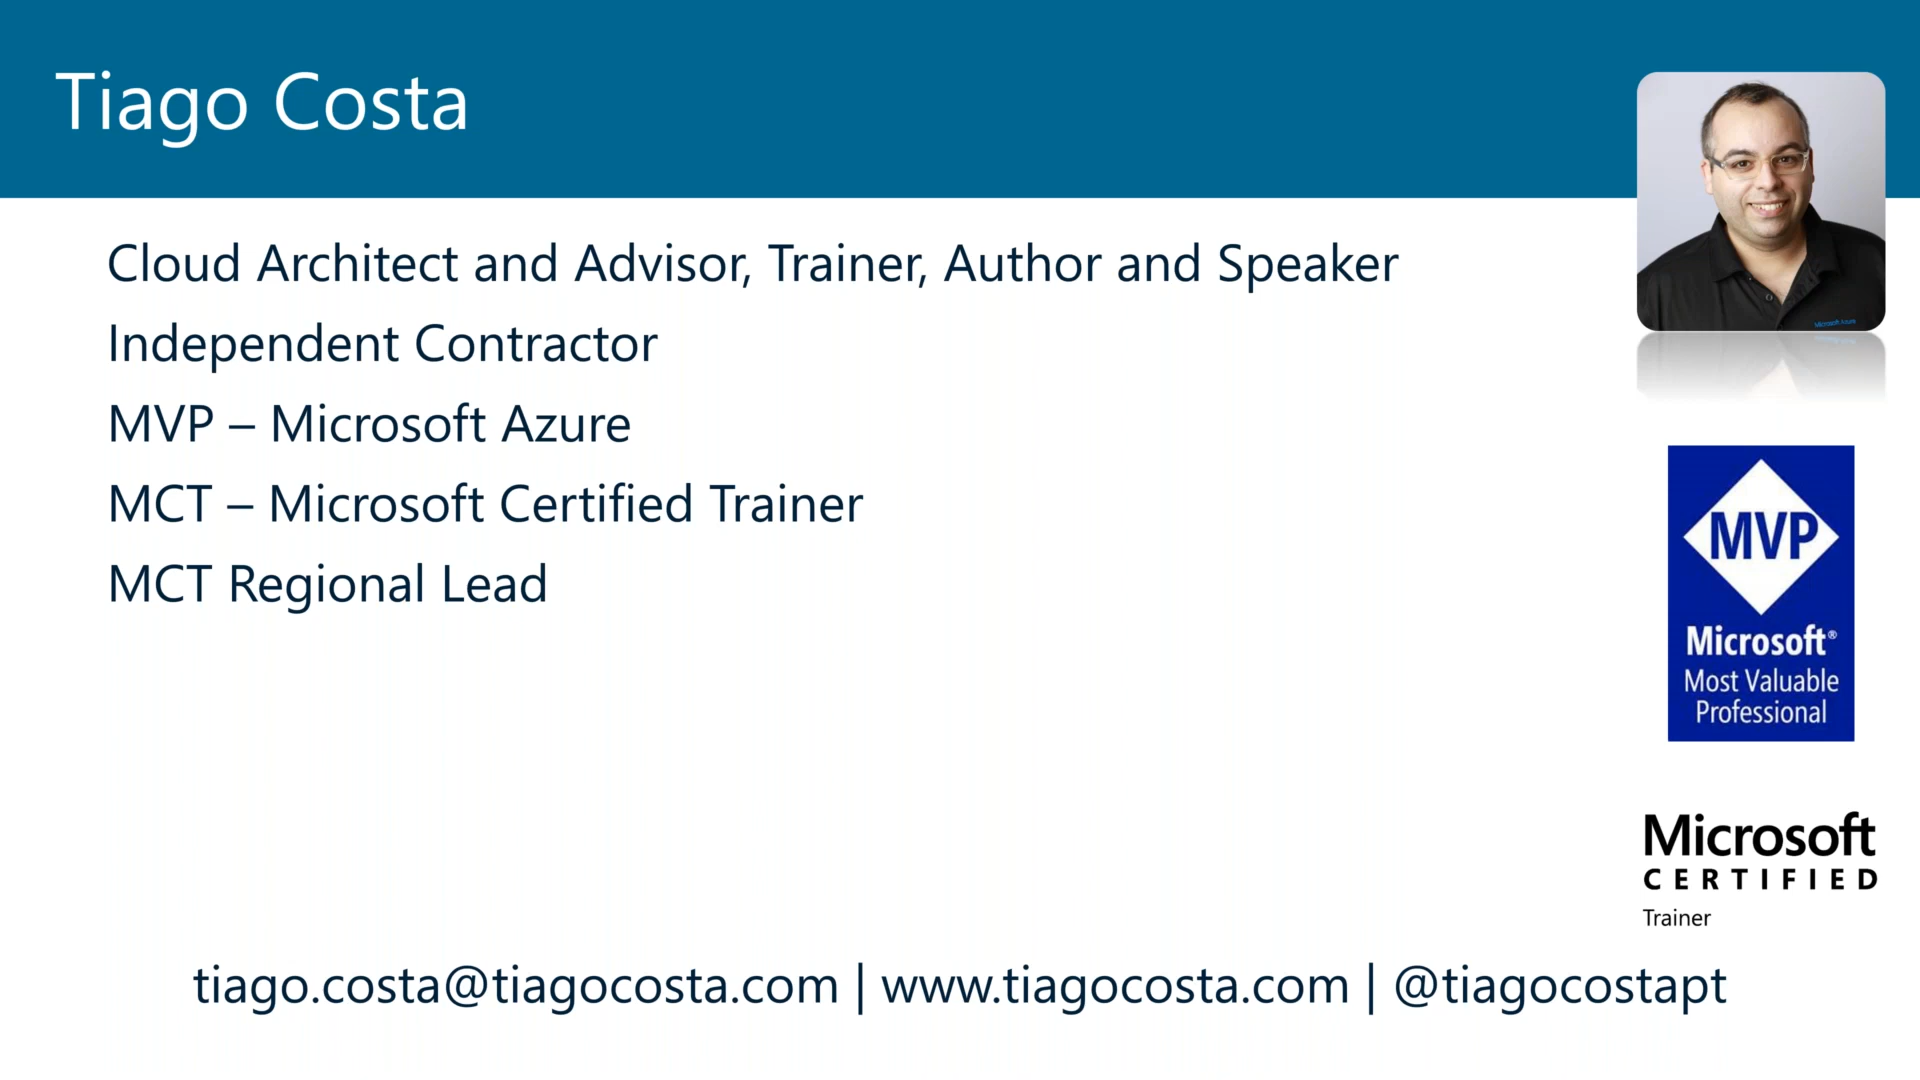 Tiago Costa
Cloud Architect and Advisor, Trainer, Author and Speaker
Independent Contractor
MVP – Microsoft Azure
MCT – Microsoft Certified Trainer
MCT Regional Lead
Microsoft Azure
MVP
Microsoft®
Most Valuable
Professional
Microsoft
CERTIFIED
Trainer
tiago.costa@tiagocosta.com | www.tiagocosta.com | @tiagocostapt